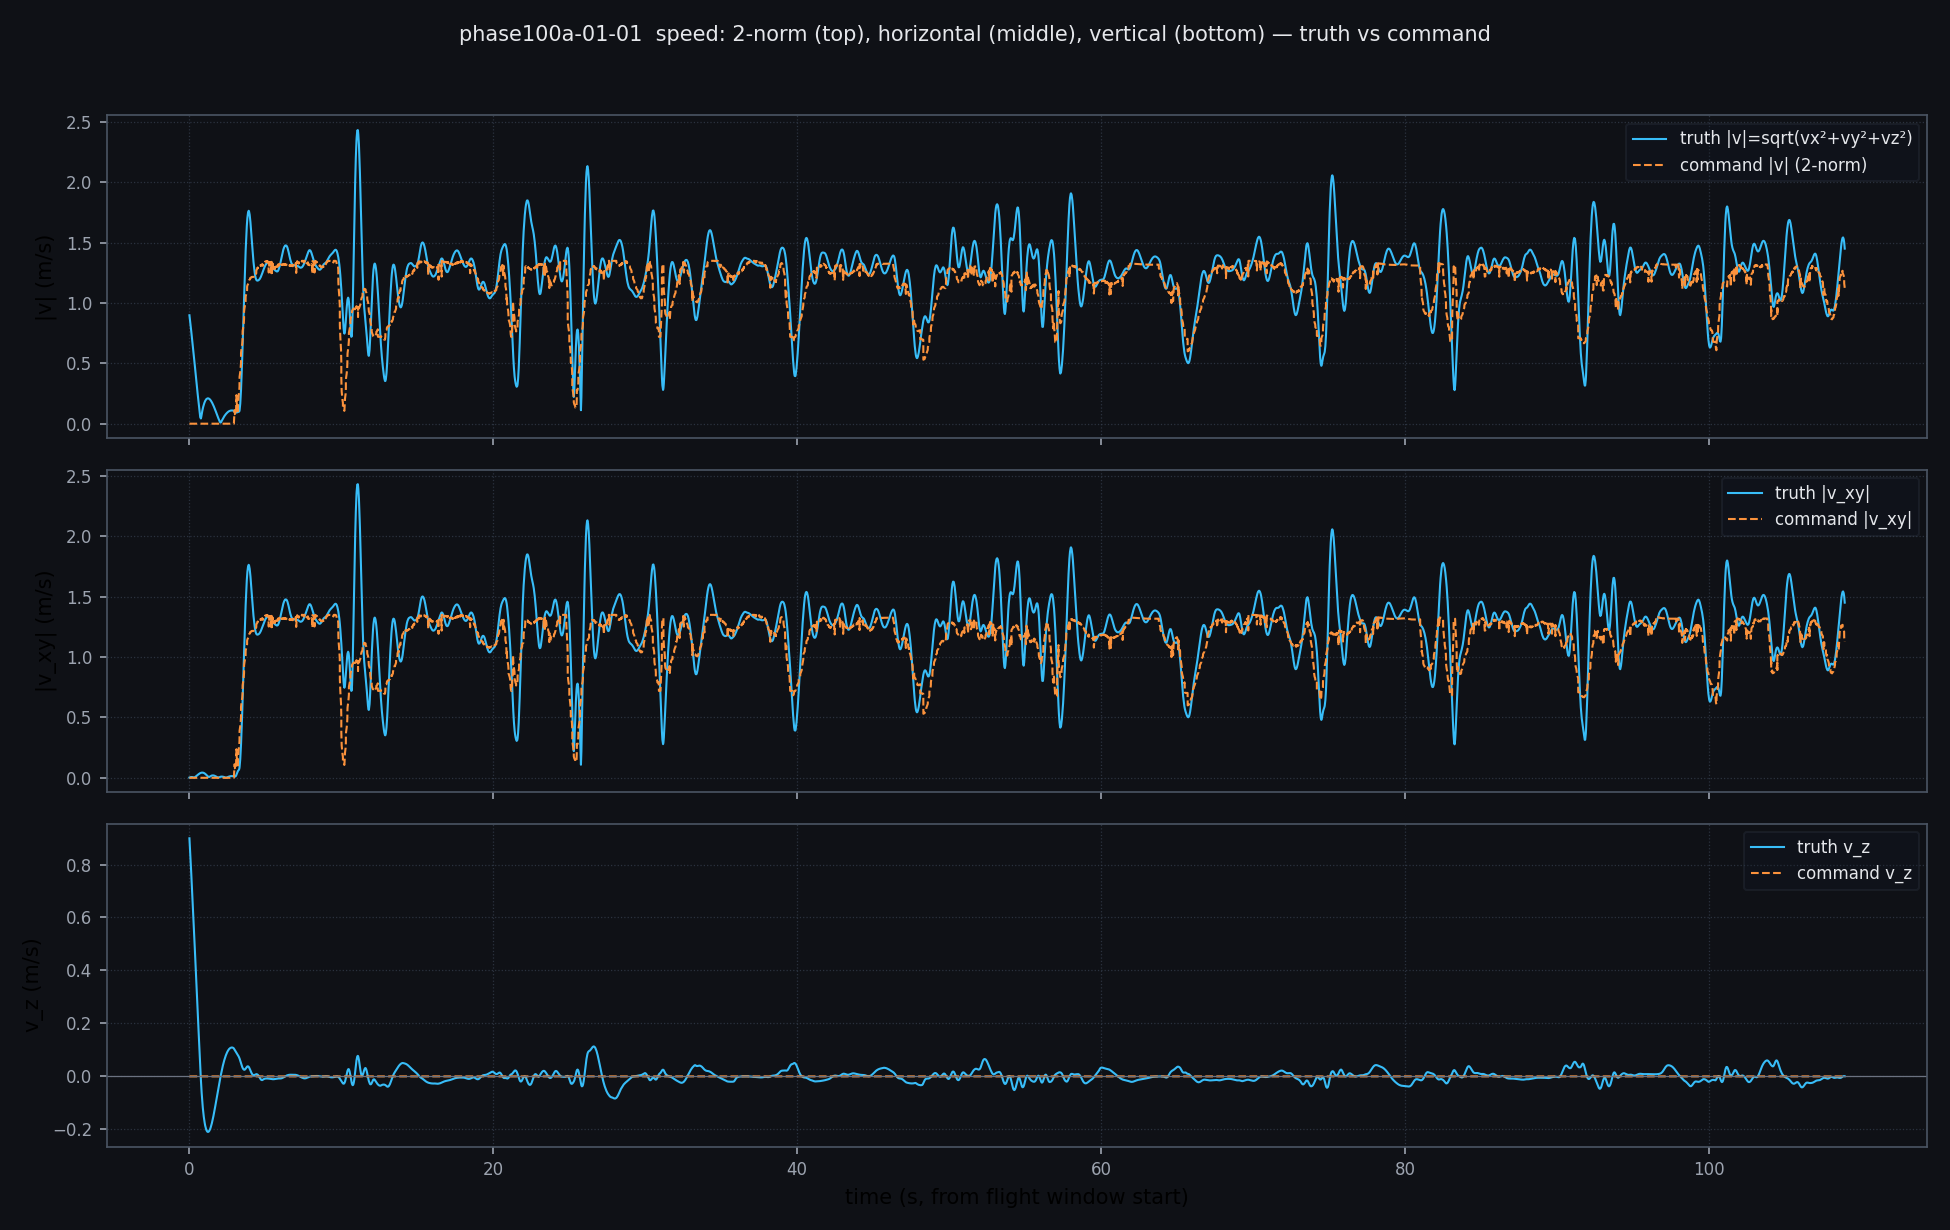 phase100a-01-01  speed: 2-norm (top), horizontal (middle), vertical (bottom) — truth vs command
|v| (m/s)
2.5
2.0
1.5
1.0
0.5
0.0
truth |v|=sqrt(vx²+vy²+vz²)
command |v| (2-norm)
|v_xy| (m/s)
2.5
2.0
1.5
1.0
0.5
0.0
truth |v_xy|
command |v_xy|
v_z (m/s)
0.8
0.6
0.4
0.2
0.0
−0.2
truth v_z
command v_z
0 20 40 60 80 100
time (s, from flight window start)